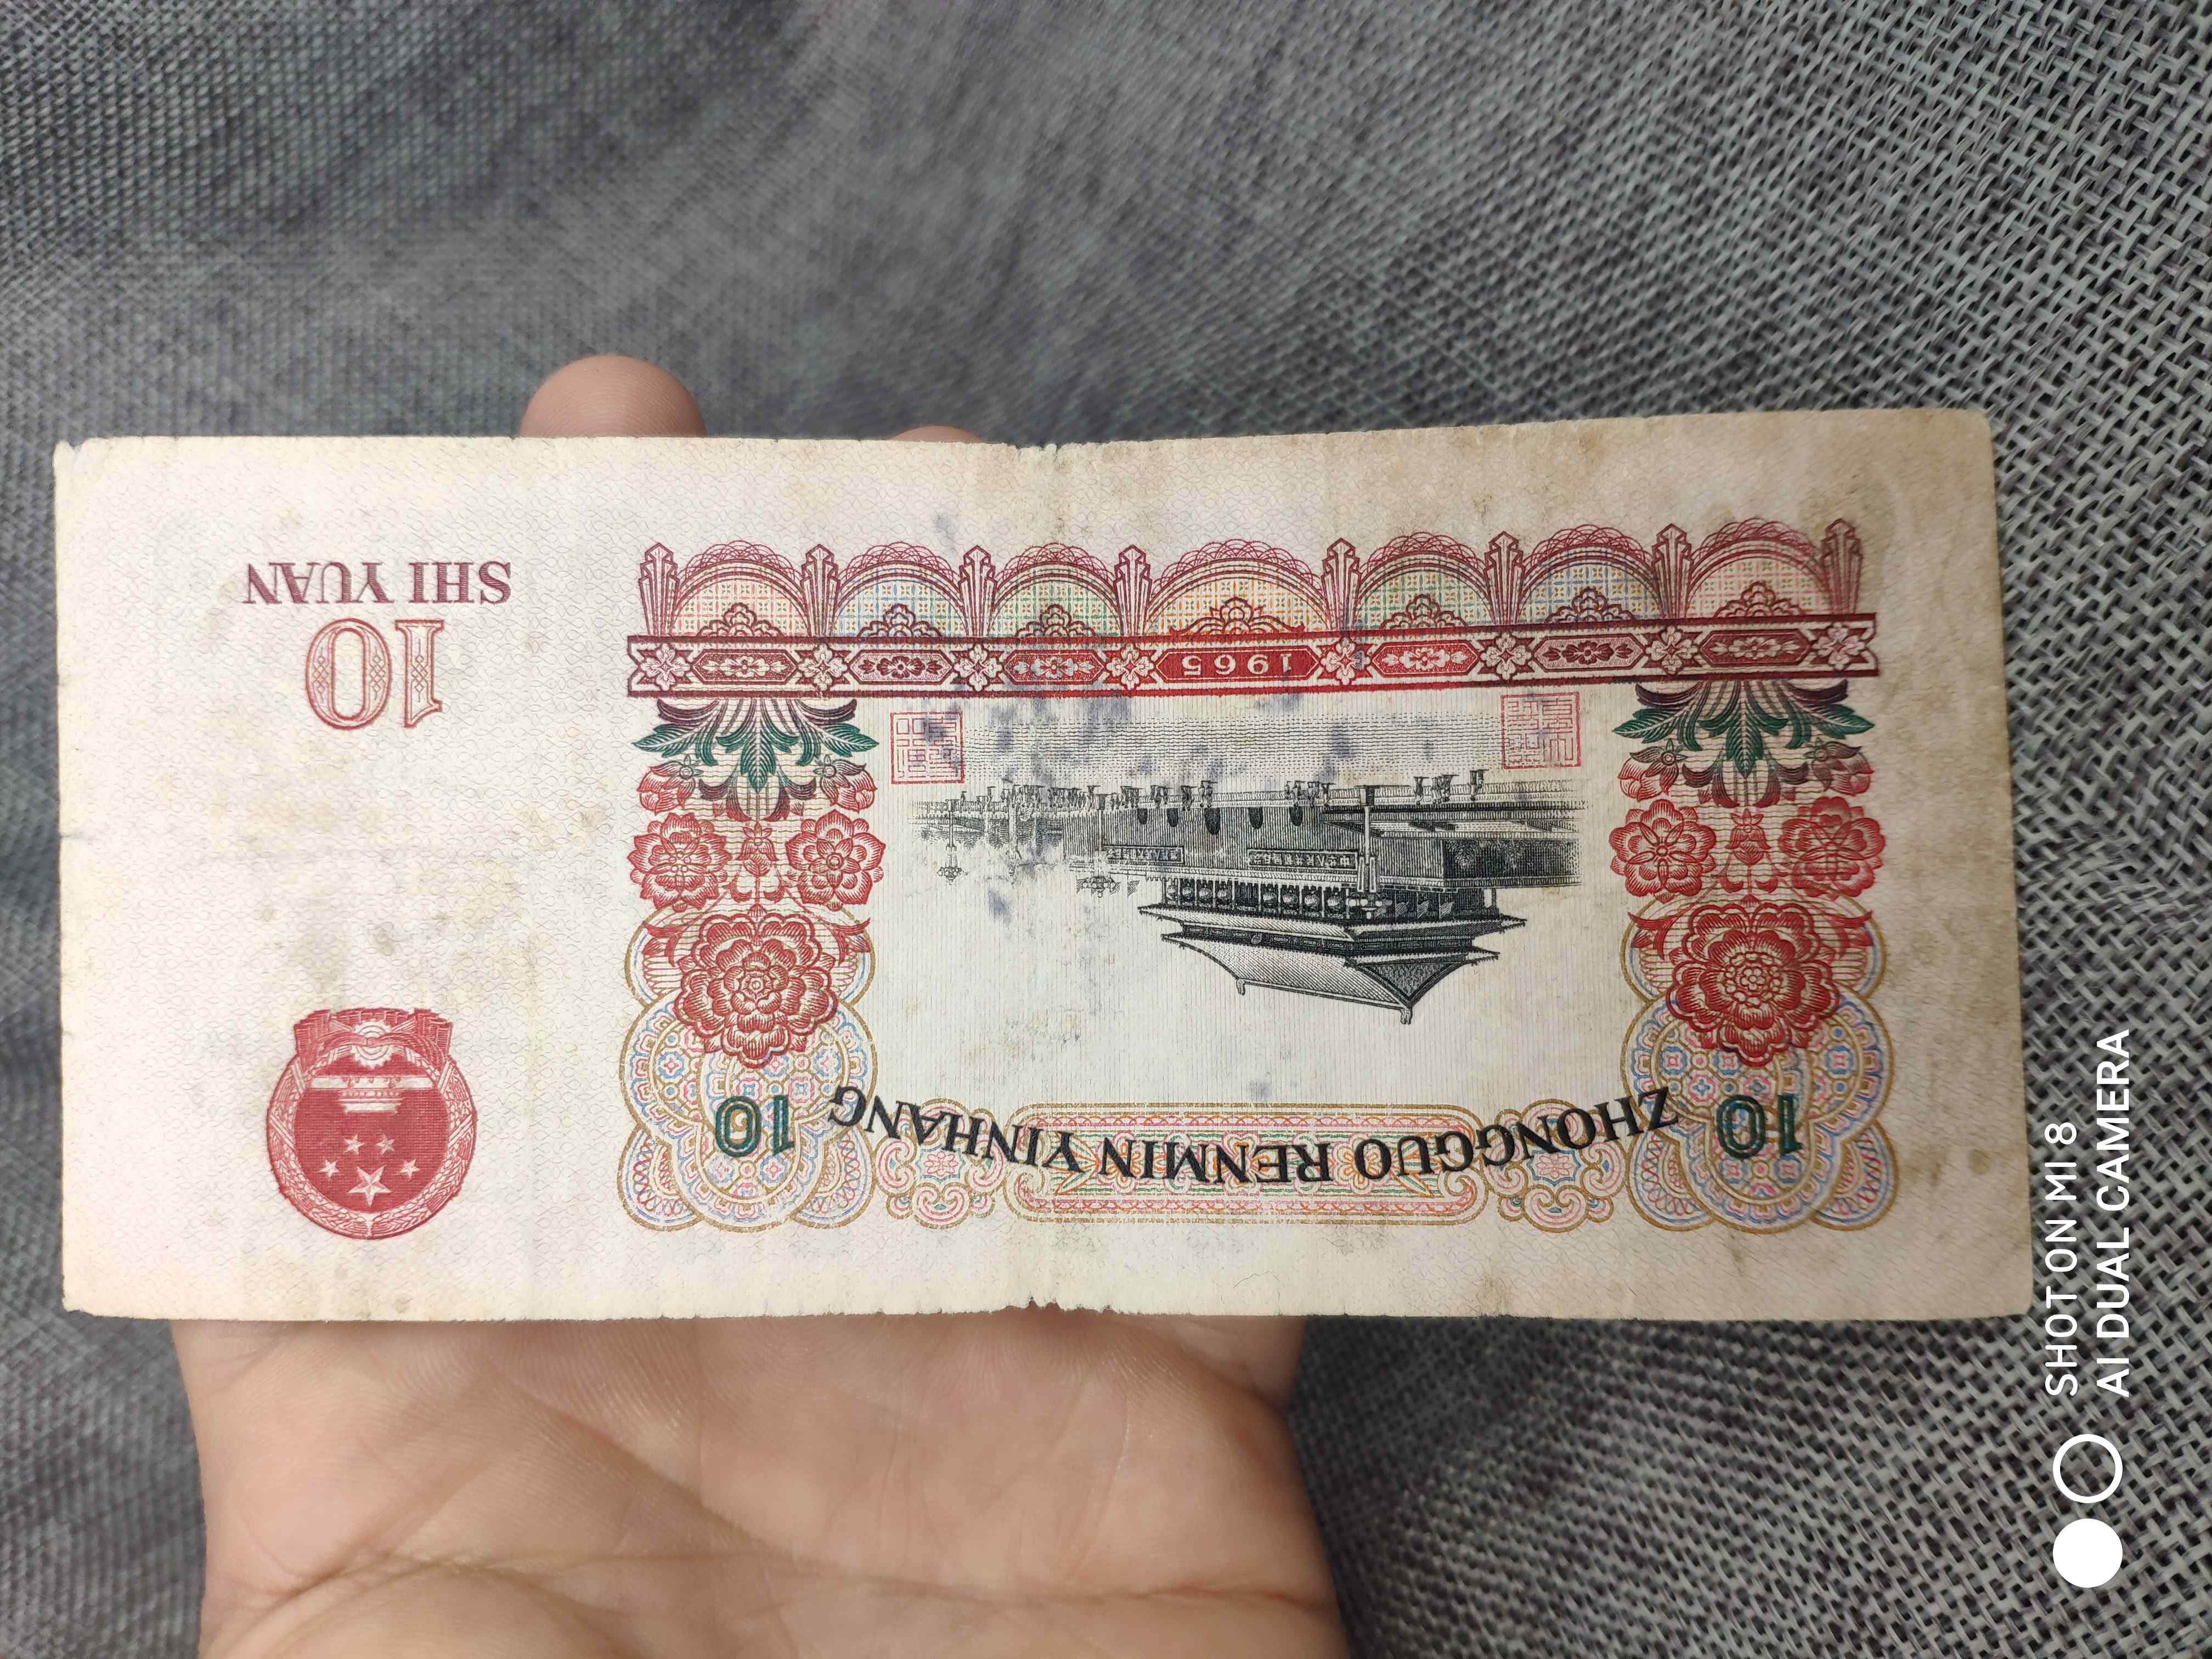 ZHONGGUO RENMIN YINHANG
10
10
1965
10
SHI YUAN
SHOT ON MI 8
AI DUAL CAMERA